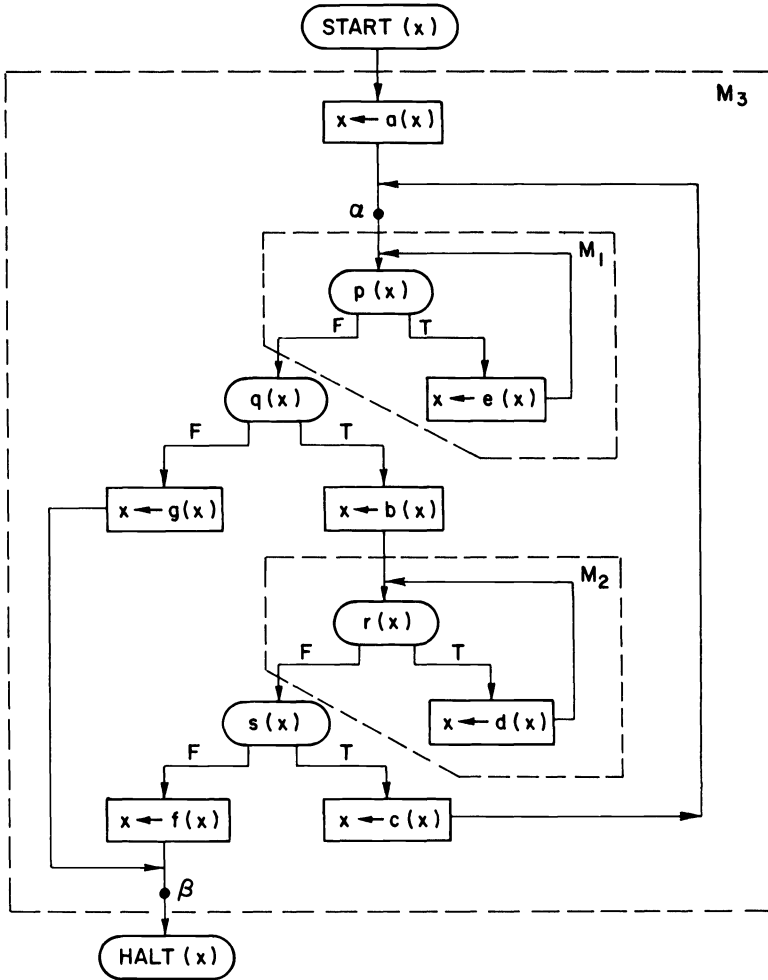 START (x)
M3
x ← a(x)
α
M1
p (x)
F
T
q (x)
x ← e (x)
F
T
x ← g(x)
x ← b(x)
M2
r (x)
F
T
s (x)
x ← d(x)
F
T
x ← f(x)
x ← c(x)
β
HALT (x)